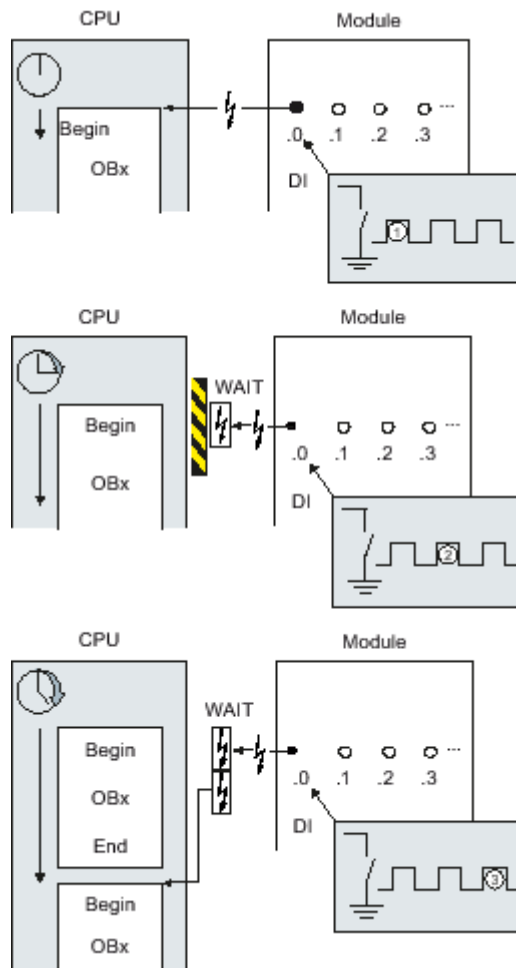 CPU Module
Begin
.0 .1 .2 .3 ...
OBx
DI
1
CPU Module
WAIT
Begin
.0 .1 .2 .3 ...
OBx
DI
2
CPU Module
WAIT
Begin
.0 .1 .2 .3 ...
OBx
DI
End
3
Begin
OBx